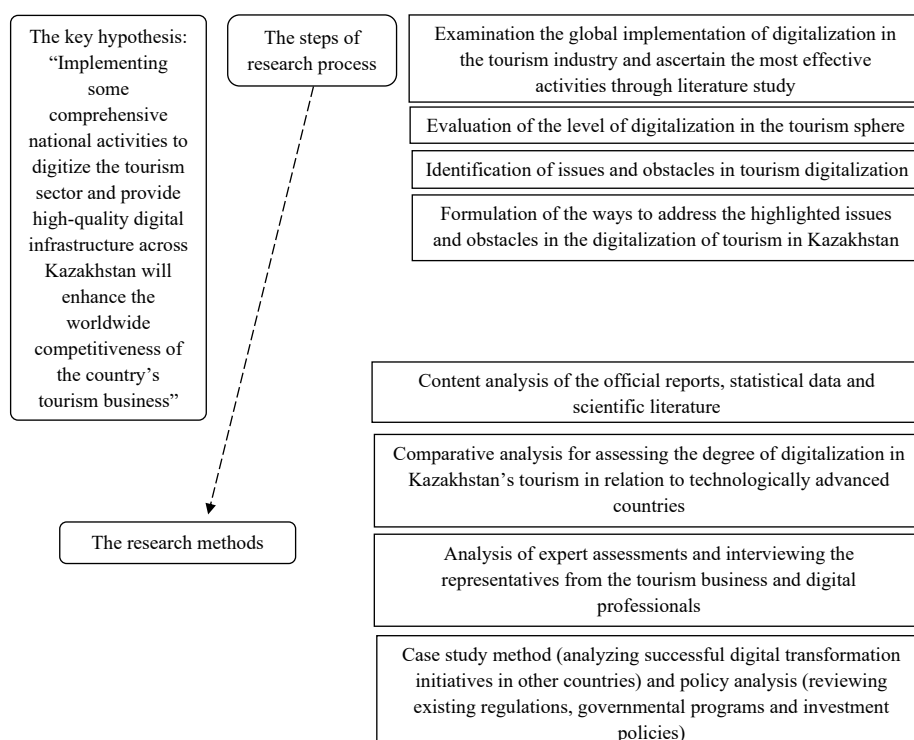 The key hypothesis:
“Implementing
some
comprehensive
national activities to
digitize the tourism
sector and provide
high-quality digital
infrastructure across
Kazakhstan will
enhance the
worldwide
competitiveness of
the country’s
tourism business”
The steps of
research process
Examination the global implementation of digitalization in
the tourism industry and ascertain the most effective
activities through literature study
Evaluation of the level of digitalization in the tourism sphere
Identification of issues and obstacles in tourism digitalization
Formulation of the ways to address the highlighted issues
and obstacles in the digitalization of tourism in Kazakhstan
The research methods
Content analysis of the official reports, statistical data and
scientific literature
Comparative analysis for assessing the degree of digitalization in
Kazakhstan’s tourism in relation to technologically advanced
countries
Analysis of expert assessments and interviewing the
representatives from the tourism business and digital
professionals
Case study method (analyzing successful digital transformation
initiatives in other countries) and policy analysis (reviewing
existing regulations, governmental programs and investment
policies)